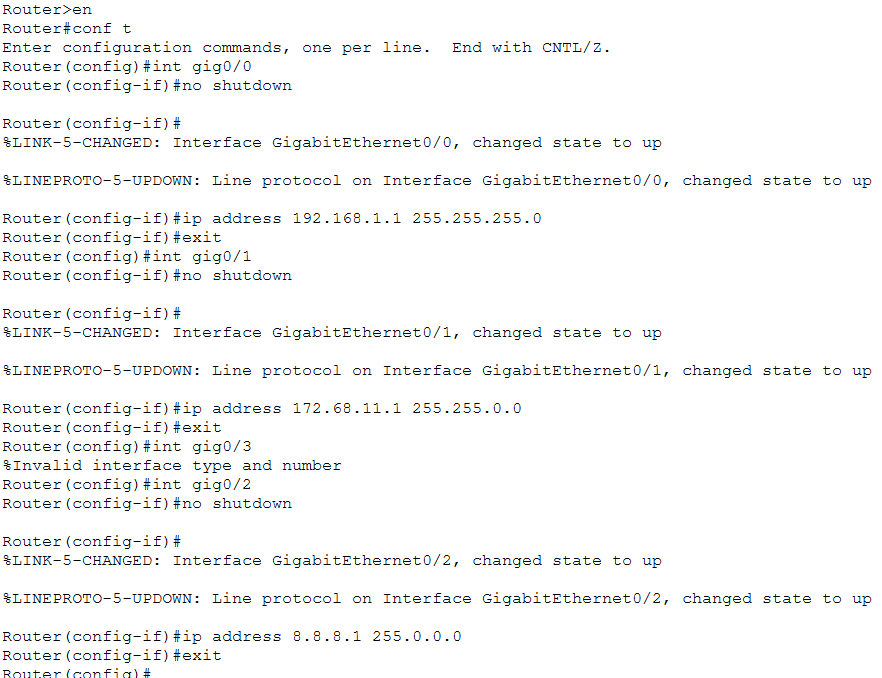 Router>en
Router#conf t
Enter configuration commands, one per line.  End with CNTL/Z.
Router(config)#int gig0/0
Router(config-if)#no shutdown
Router(config-if)#
%LINK-5-CHANGED: Interface GigabitEthernet0/0, changed state to up
%LINEPROTO-5-UPDOWN: Line protocol on Interface GigabitEthernet0/0, changed state to up
Router(config-if)#ip address 192.168.1.1 255.255.255.0
Router(config-if)#exit
Router(config)#int gig0/1
Router(config-if)#no shutdown
Router(config-if)#
%LINK-5-CHANGED: Interface GigabitEthernet0/1, changed state to up
%LINEPROTO-5-UPDOWN: Line protocol on Interface GigabitEthernet0/1, changed state to up
Router(config-if)#ip address 172.68.11.1 255.255.0.0
Router(config-if)#exit
Router(config)#int gig0/3
%Invalid interface type and number
Router(config)#int gig0/2
Router(config-if)#no shutdown
Router(config-if)#
%LINK-5-CHANGED: Interface GigabitEthernet0/2, changed state to up
%LINEPROTO-5-UPDOWN: Line protocol on Interface GigabitEthernet0/2, changed state to up
Router(config-if)#ip address 8.8.8.1 255.0.0.0
Router(config-if)#exit
Router(config)#